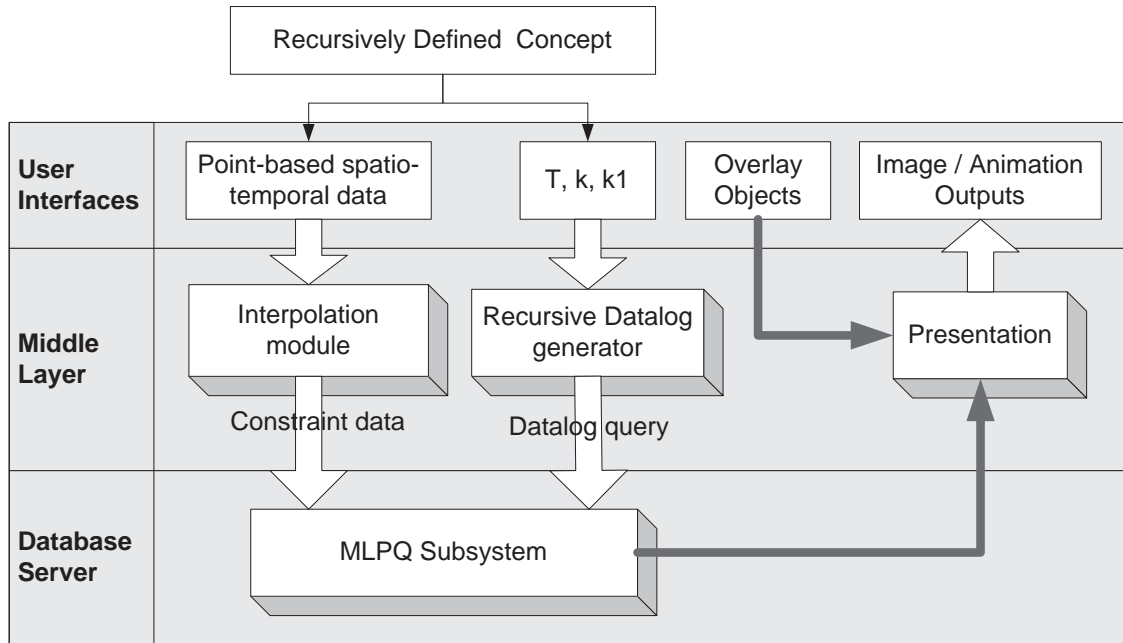 Recursively Defined Concept
User
Interfaces
Point-based spatio-
temporal data
T, k, k1
Overlay
Objects
Image / Animation
Outputs
Middle
Layer
Interpolation
module
Recursive Datalog
generator
Presentation
Constraint data
Datalog query
Database
Server
MLPQ Subsystem